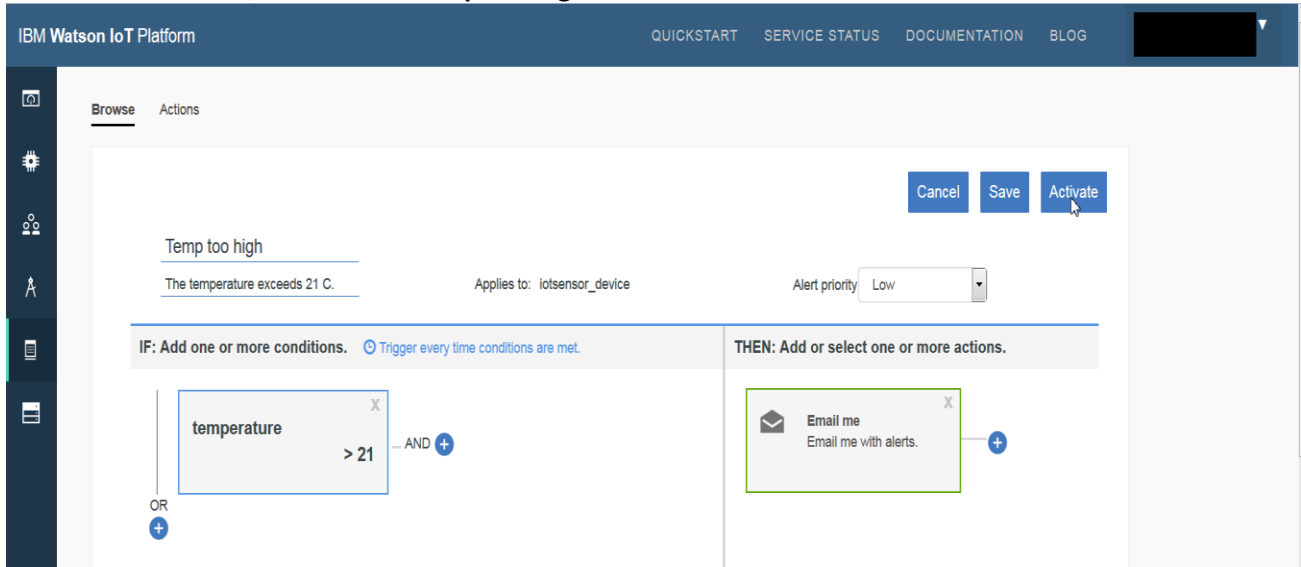 IBM Watson IoT Platform
QUICKSTART SERVICE STATUS DOCUMENTATION BLOG
Browse Actions
Cancel Save Activate
Temp too high
The temperature exceeds 21 C. Applies to: iotsensor_device Alert priority Low
IF: Add one or more conditions. Trigger every time conditions are met. THEN: Add or select one or more actions.
temperature X
> 21
AND
OR
Email me X
Email me with alerts.